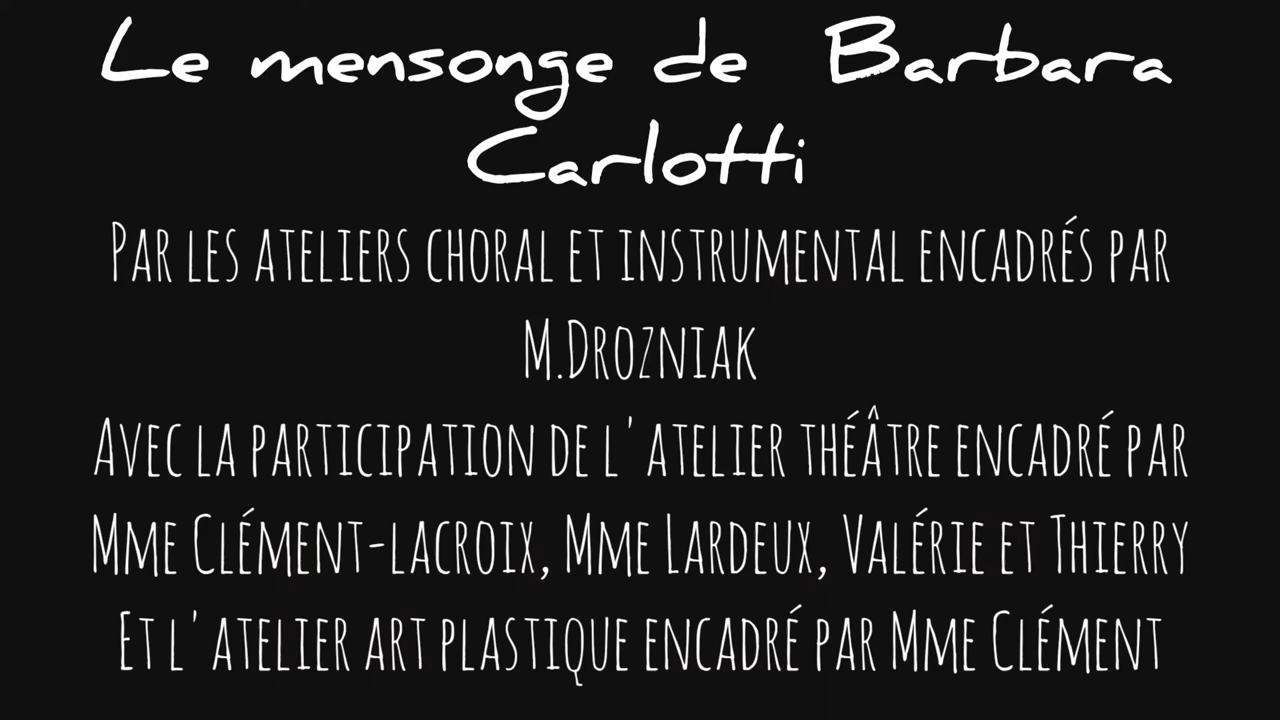 Le mensonge de Barbara
Carlotti
Par les ateliers choral et instrumental encadrés par
M.Drozniak
Avec la participation de l'atelier théâtre encadré par
Mme Clément-lacroix, Mme Lardeux, Valérie et Thierry
Et l'atelier art plastique encadré par Mme Clément